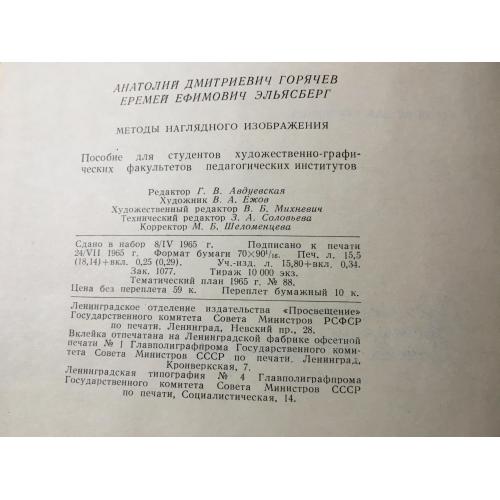 АНАТОЛИЙ ДМИТРИЕВИЧ ГОРЯЧЕВ
ЕРЕМЕЙ ЕФИМОВИЧ ЭЛЬЯСБЕРГ
МЕТОДЫ НАГЛЯДНОГО ИЗОБРАЖЕНИЯ
Пособие для студентов художественно-графи-
ческих факультетов педагогических институтов
Редактор Г. В. Авдуевская
Художник В. А. Ежов
Художественный редактор В. Б. Михневич
Технический редактор З. А. Соловьева
Корректор М. Б. Шеломенцева
Сдано в набор 8/IV 1965 г. Подписано к печати
24/VII 1965 г. Формат бумаги 70×90¹/₁₆. Печ. л. 15,5
(18,14)+вкл. 0,25 (0,29). Уч.-изд. л. 15,80+вкл. 0,34.
Зак. 1077. Тираж 10 000 экз.
Тематический план 1965 г. № 88.
Цена без переплета 59 к. Переплет бумажный 10 к.
Ленинградское отделение издательства «Просвещение»
Государственного комитета Совета Министров РСФСР
по печати. Ленинград, Невский пр., 28.
Вклейка отпечатана на Ленинградской фабрике офсетной
печати № 1 Главполиграфпрома Государственного коми-
тета Совета Министров СССР по печати. Ленинград,
Кронверкская, 7.
Ленинградская типография № 4 Главполиграфпрома
Государственного комитета Совета Министров СССР
по печати, Социалистическая, 14.